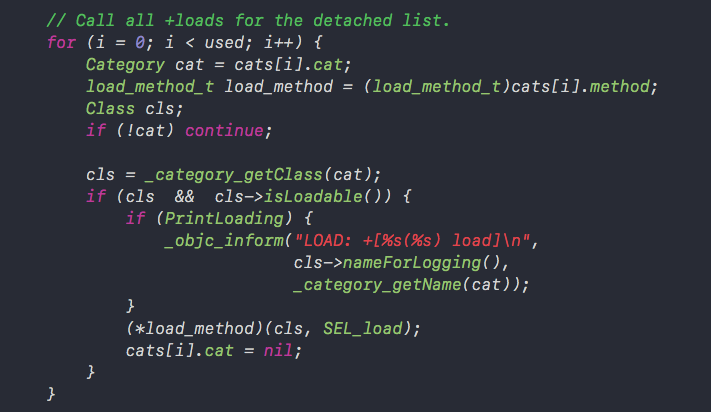 // Call all +loads for the detached list.
for (i = 0; i < used; i++) {
    Category cat = cats[i].cat;
    load_method_t load_method = (load_method_t)cats[i].method;
    Class cls;
    if (!cat) continue;

    cls = _category_getClass(cat);
    if (cls  &&  cls->isLoadable()) {
        if (PrintLoading) {
            _objc_inform("LOAD: +[%s(%s) load]\n",
                         cls->nameForLogging(),
                         _category_getName(cat));
        }
        (*load_method)(cls, SEL_load);
        cats[i].cat = nil;
    }
}